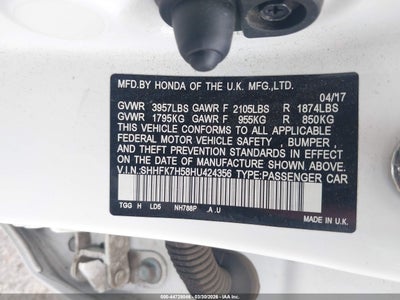 MFD.BY HONDA OF THE U.K. MFG.,LTD.
04/17
GVWR 3957LBS GAWR F 2105LBS R 1874LBS
GVWR 1795KG GAWR F 955KG R 850KG
THIS VEHICLE CONFORMS TO ALL APPLICABLE
FEDERAL MOTOR VEHICLE SAFETY , BUMPER ,
AND THEFT PREVENTION STANDARDS IN EFFECT
ON THE DATE OF MANUFACTURE SHOWN ABOVE.
V.I.N.:SHHFK7H58HU424356 TYPE:PASSENGER CAR
TGG H LD5 NH788P .A .U
MADE IN U.K.